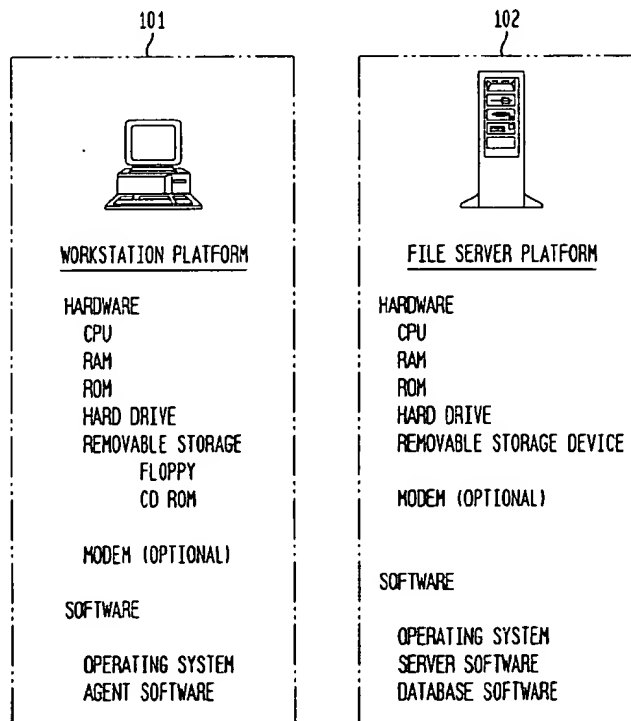 101
WORKSTATION PLATFORM
HARDWARE
CPU
RAM
ROM
HARD DRIVE
REMOVABLE STORAGE
FLOPPY
CD ROM
MODEM (OPTIONAL)
SOFTWARE
OPERATING SYSTEM
AGENT SOFTWARE
102
FILE SERVER PLATFORM
HARDWARE
CPU
RAM
ROM
HARD DRIVE
REMOVABLE STORAGE DEVICE
MODEM (OPTIONAL)
SOFTWARE
OPERATING SYSTEM
SERVER SOFTWARE
DATABASE SOFTWARE